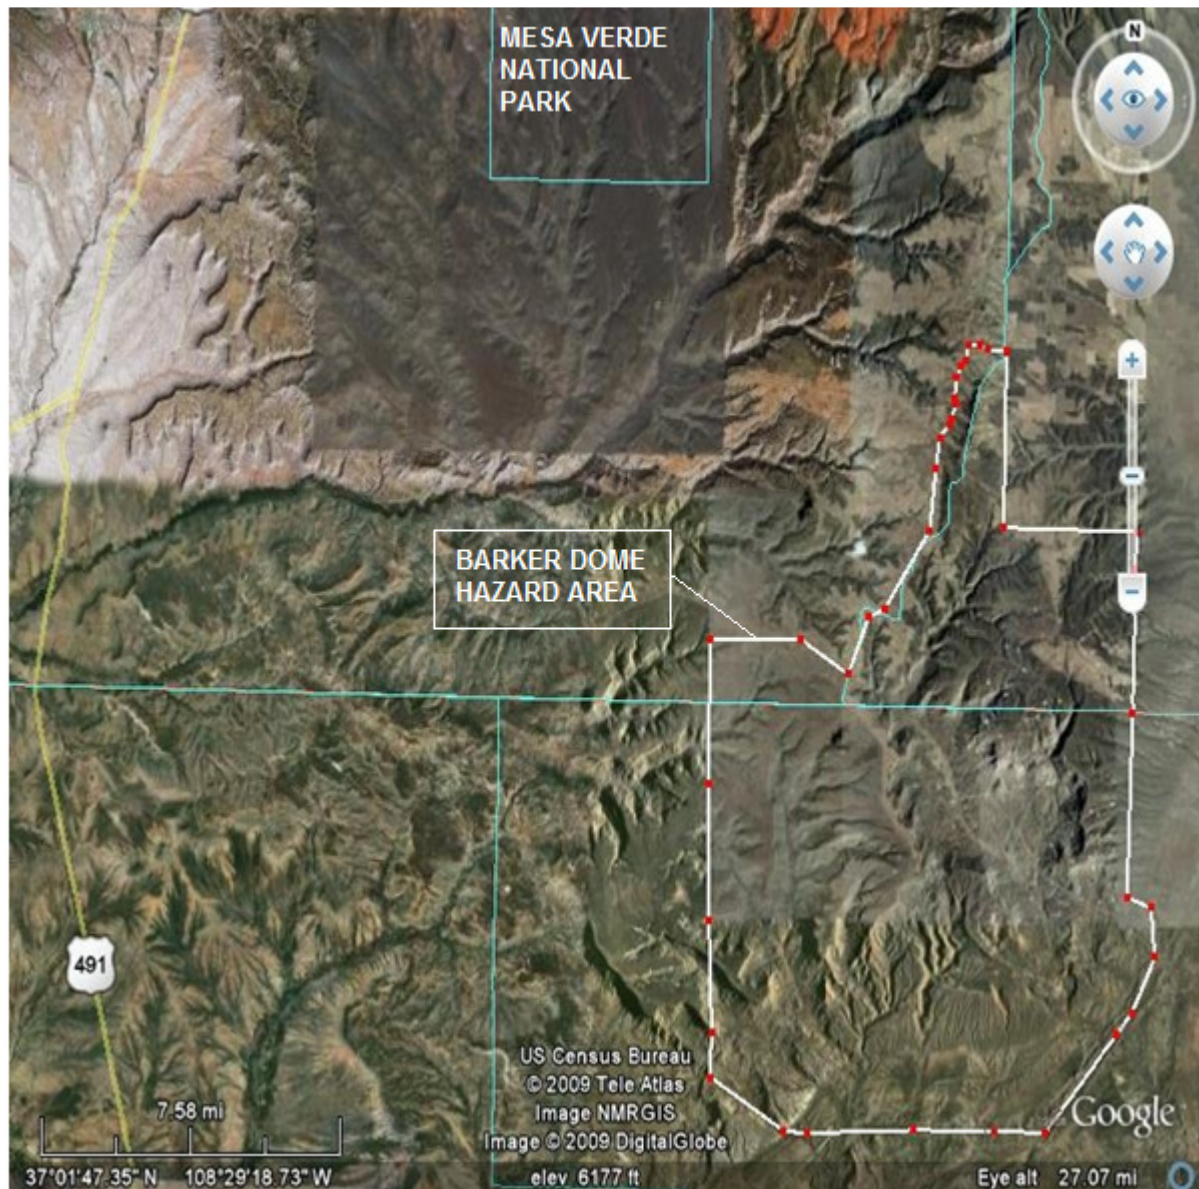 MESA VERDE
NATIONAL
PARK
N
BARKER DOME
HAZARD AREA
491
US Census Bureau
© 2009 Tele Atlas
Image NMRGIS
Image © 2009 DigitalGlobe
Google
7.58 mi
37°01'47.35" N 108°29'18.73" W elev 6177 ft Eye alt 27.07 mi